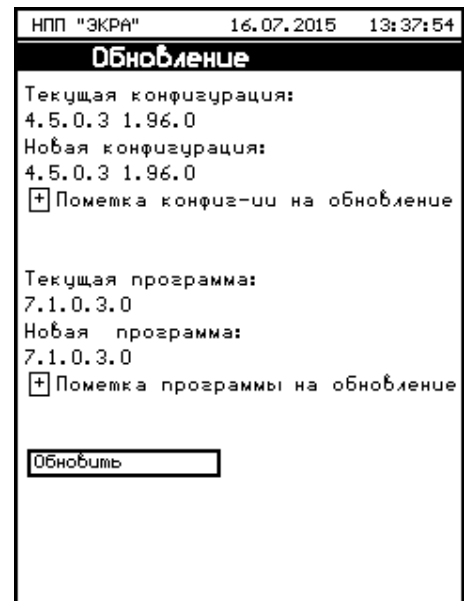 НПП "ЭКРА" 16.07.2015 13:37:54
Обновление
Текущая конфигурация:
4.5.0.3 1.96.0
Новая конфигурация:
4.5.0.3 1.96.0
+ Пометка конфиг-ии на обновление
Текущая программа:
7.1.0.3.0
Новая программа:
7.1.0.3.0
+ Пометка программы на обновление
Обновить